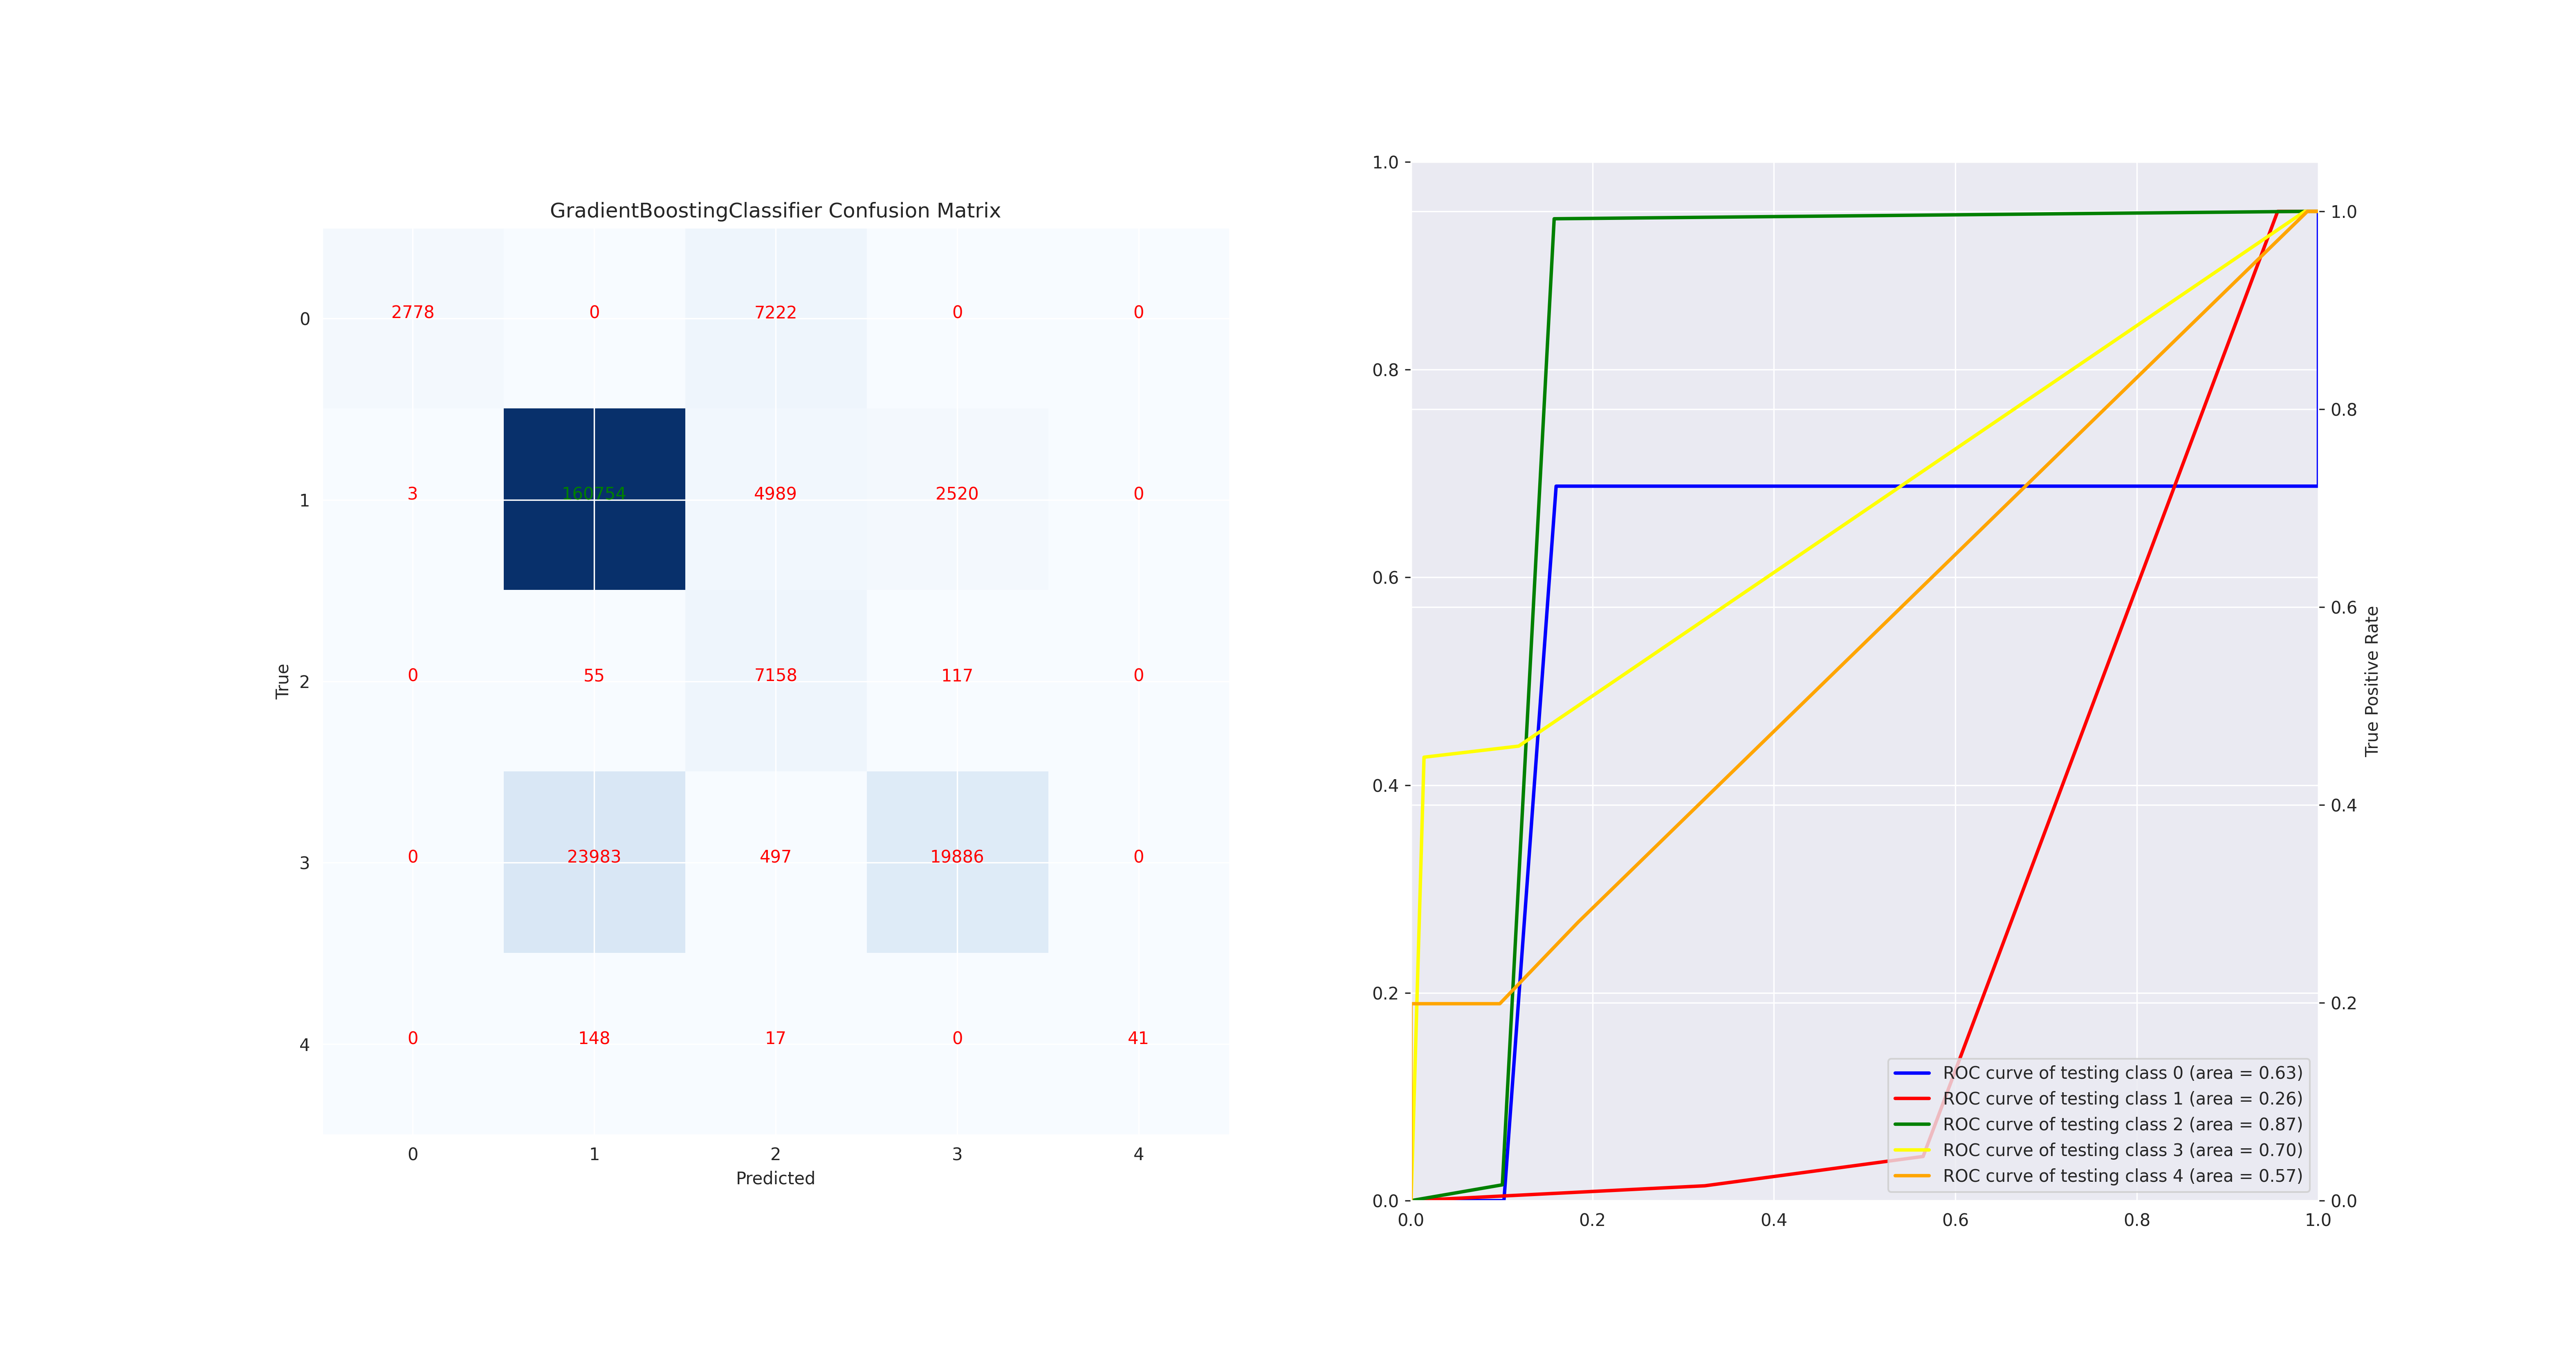 GradientBoostingClassifier Confusion Matrix
0 2778 0 7222 0 0
1 3 160754 4989 2520 0
2 0 55 7158 117 0
3 0 23983 497 19886 0
4 0 148 17 0 41
0 1 2 3 4
Predicted
True
1.0
0.8
0.6
0.4
0.2
0.0
0.0 0.2 0.4 0.6 0.8 1.0
1.0
0.8
0.6
0.4
0.2
0.0
True Positive Rate
ROC curve of testing class 0 (area = 0.63)
ROC curve of testing class 1 (area = 0.26)
ROC curve of testing class 2 (area = 0.87)
ROC curve of testing class 3 (area = 0.70)
ROC curve of testing class 4 (area = 0.57)